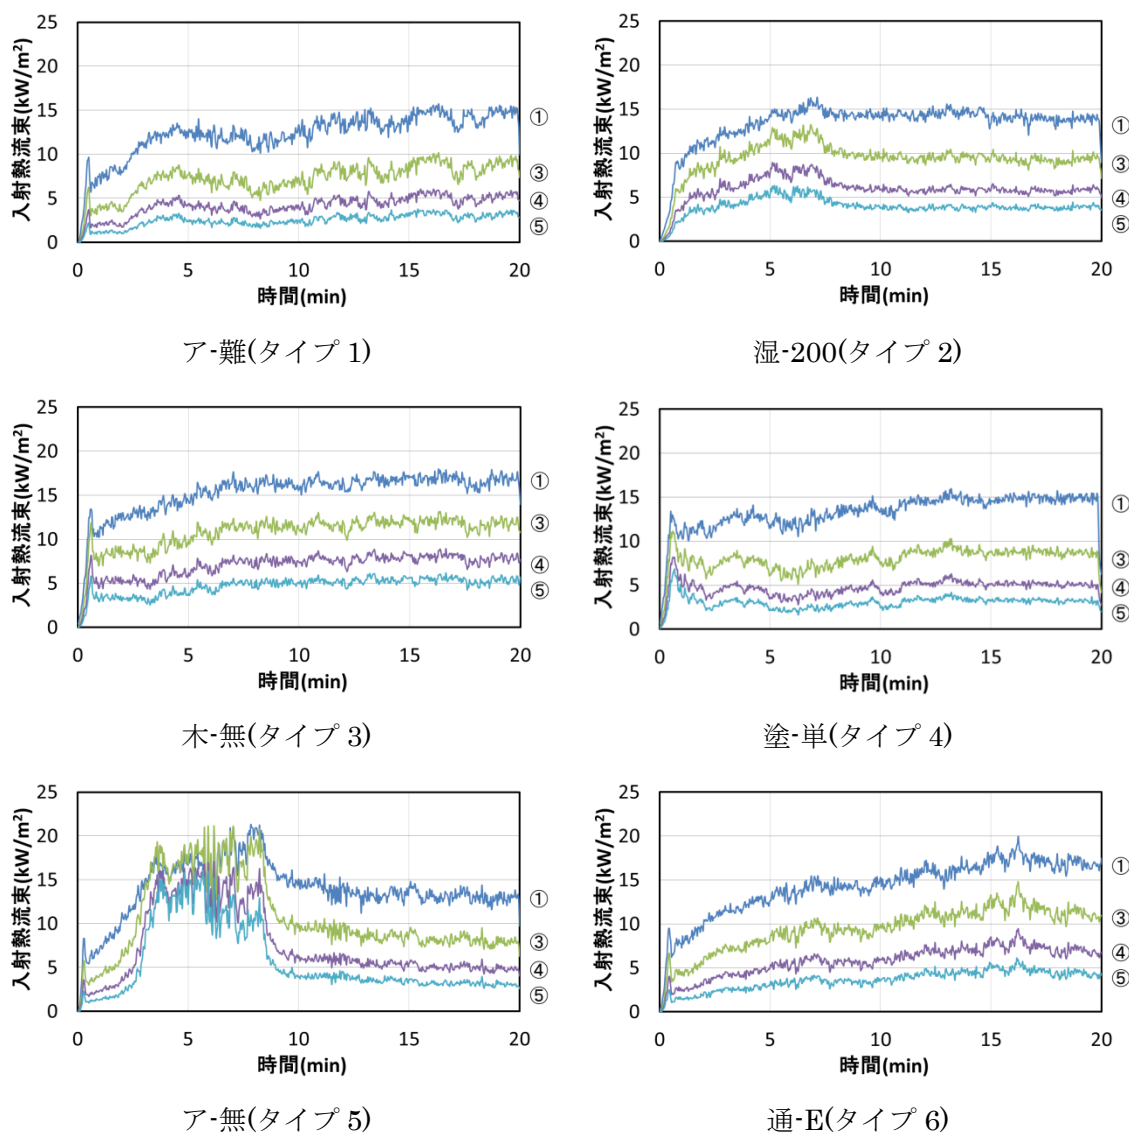 入射熱流束(kW/m²)
25
20
15
10
5
0
0 5 10 15 20
時間(min)
①
③
④
⑤
ア-難(タイプ 1)
入射熱流束(kW/m²)
25
20
15
10
5
0
0 5 10 15 20
時間(min)
①
③
④
⑤
湿-200(タイプ 2)
入射熱流束(kW/m²)
25
20
15
10
5
0
0 5 10 15 20
時間(min)
①
③
④
⑤
木-無(タイプ 3)
入射熱流束(kW/m²)
25
20
15
10
5
0
0 5 10 15 20
時間(min)
①
③
④
⑤
塗-単(タイプ 4)
入射熱流束(kW/m²)
25
20
15
10
5
0
0 5 10 15 20
時間(min)
①
③
④
⑤
ア-無(タイプ 5)
入射熱流束(kW/m²)
25
20
15
10
5
0
0 5 10 15 20
時間(min)
①
③
④
⑤
通-E(タイプ 6)